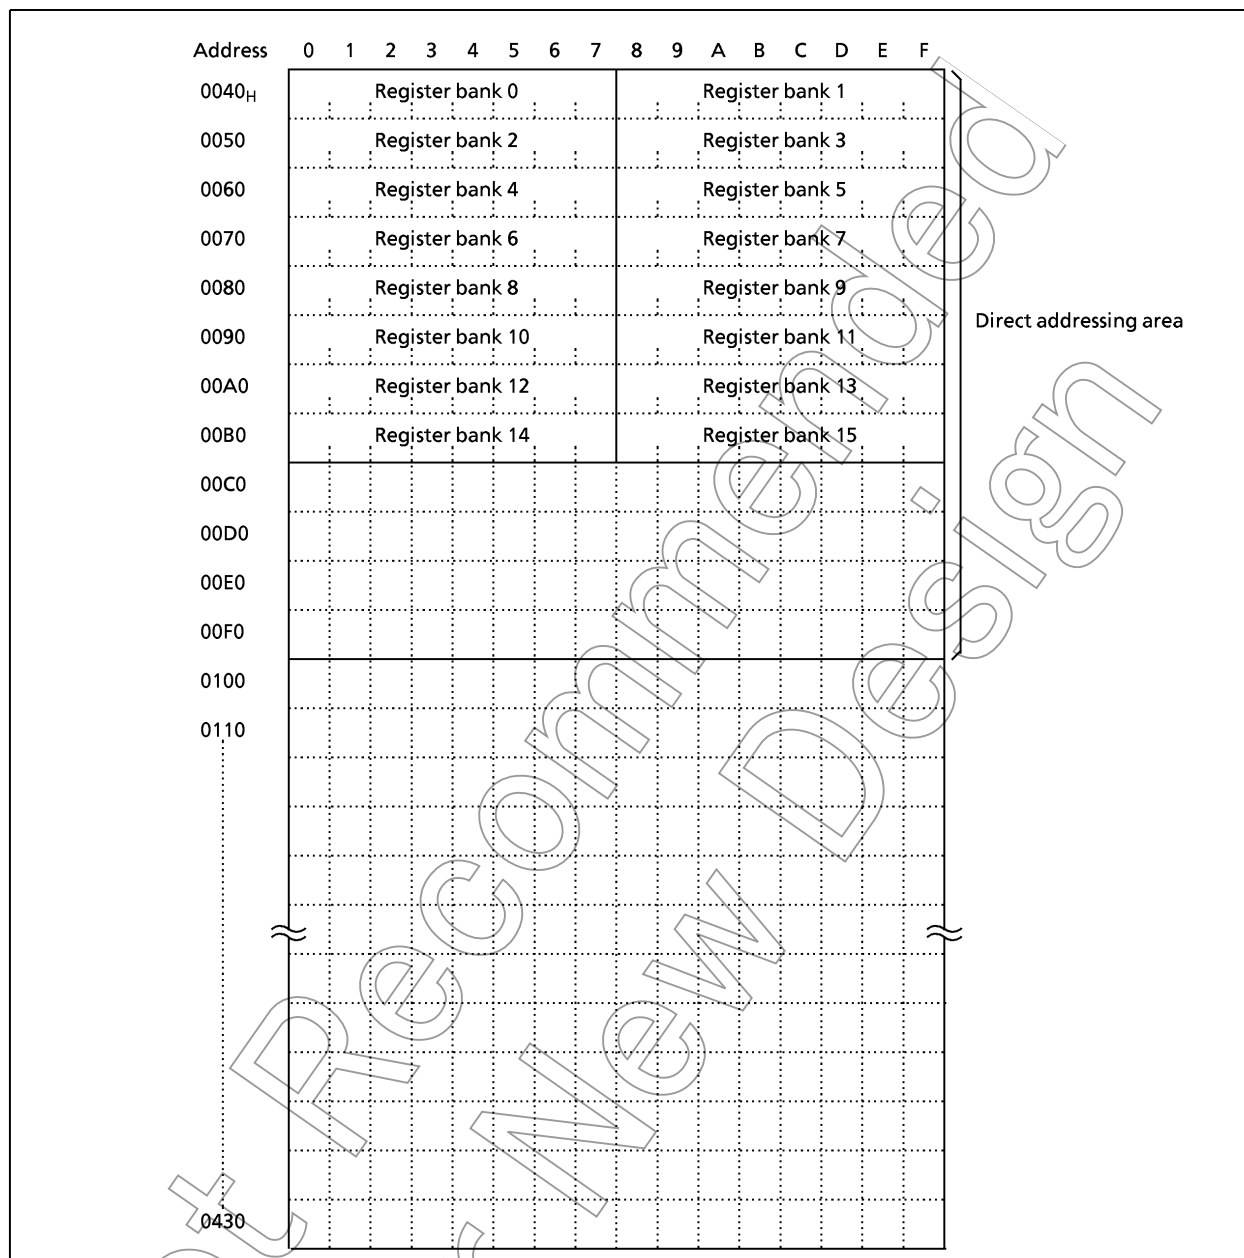 Address 0 1 2 3 4 5 6 7 8 9 A B C D E F
0040H Register bank 0 Register bank 1
0050 Register bank 2 Register bank 3
0060 Register bank 4 Register bank 5
0070 Register bank 6 Register bank 7
0080 Register bank 8 Register bank 9
Direct addressing area
0090 Register bank 10 Register bank 11
00A0 Register bank 12 Register bank 13
00B0 Register bank 14 Register bank 15
00C0
00D0
00E0
00F0
0100
0110
0430
t Recommended
r New Design